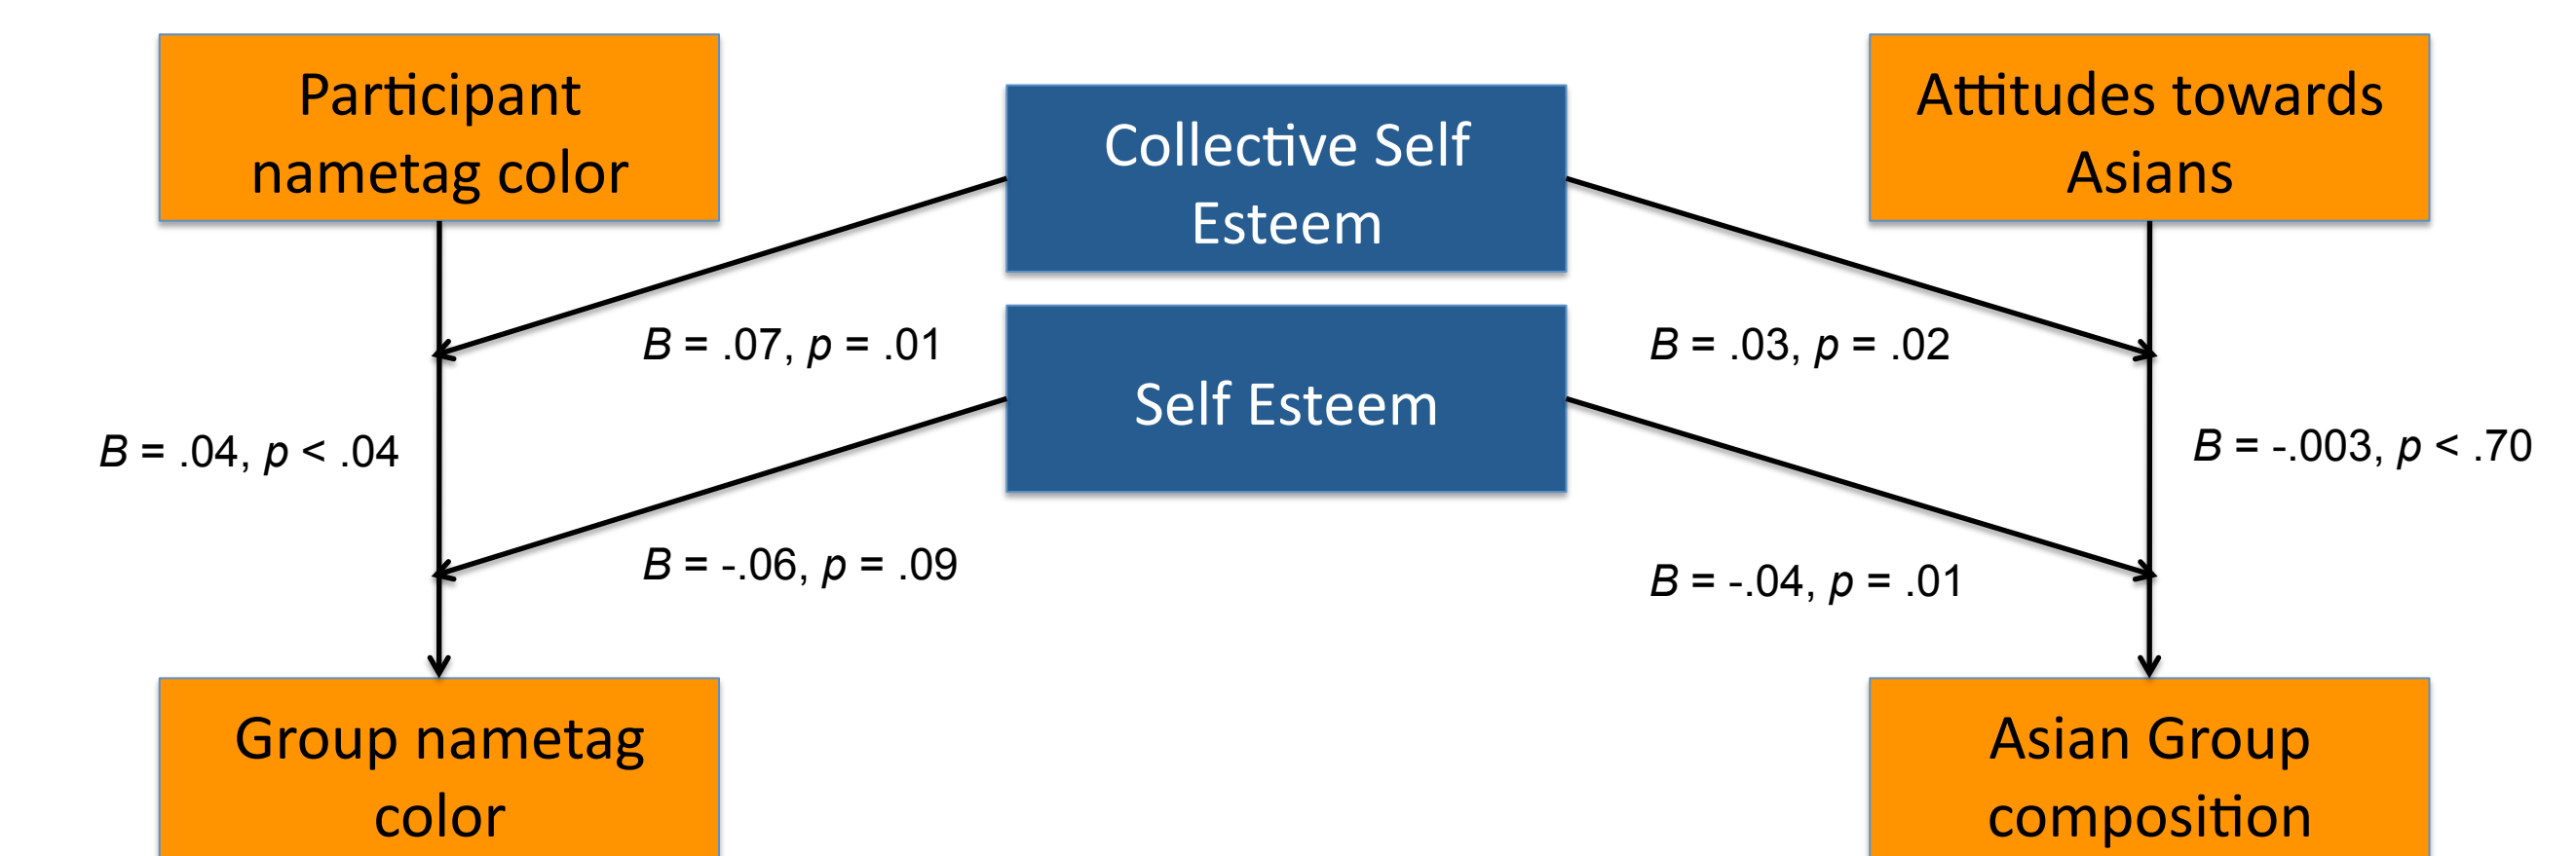 Participant
nametag color
Collective Self
Esteem
Attitudes towards
Asians
B = .07, p = .01
B = .03, p = .02
Self Esteem
B = .04, p < .04
B = -.003, p < .70
B = -.06, p = .09
B = -.04, p = .01
Group nametag
color
Asian Group
composition